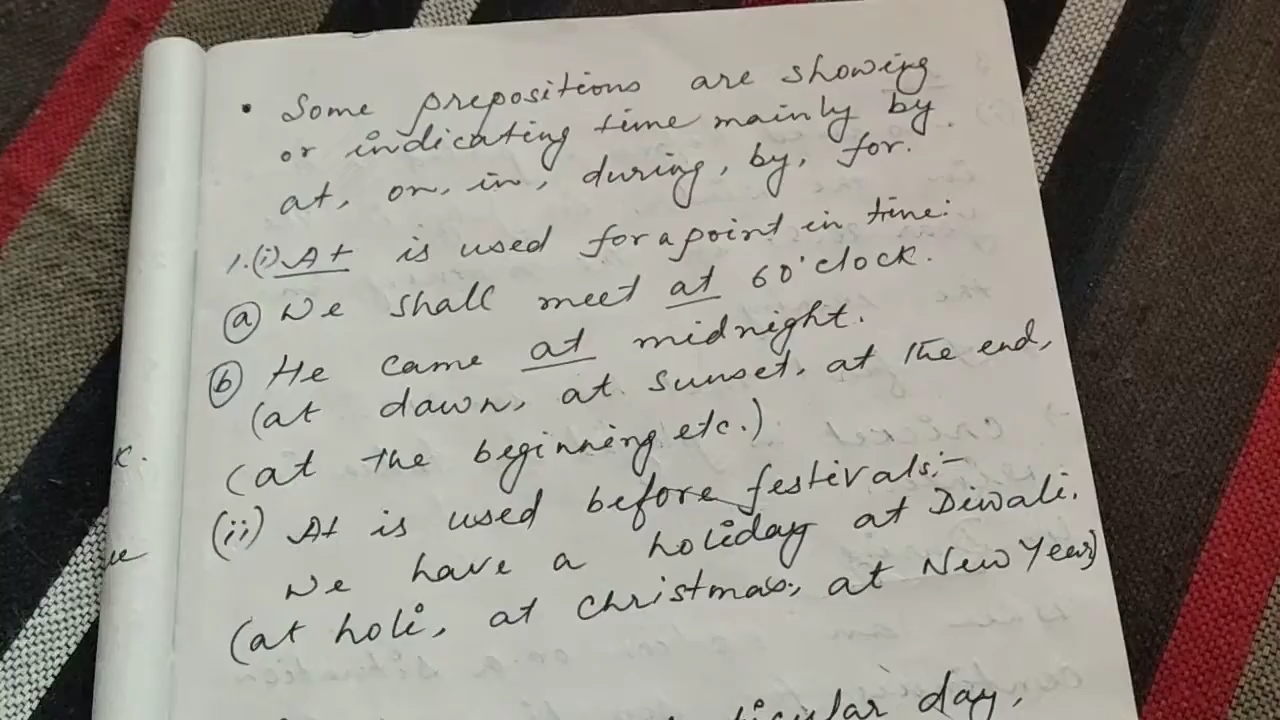 • Some prepositions are showing
or indicating time mainly by
at, on, in, during, by, for.
1.(i) At is used for a point in time:
(a) We shall meet at 6 o'clock.
(b) He came at midnight.
(at dawn, at sunset, at the end,
(at the beginning etc.)
(ii) At is used before festivals:-
We have a holiday at Diwali.
(at holi, at christmas, at New Year)
day,